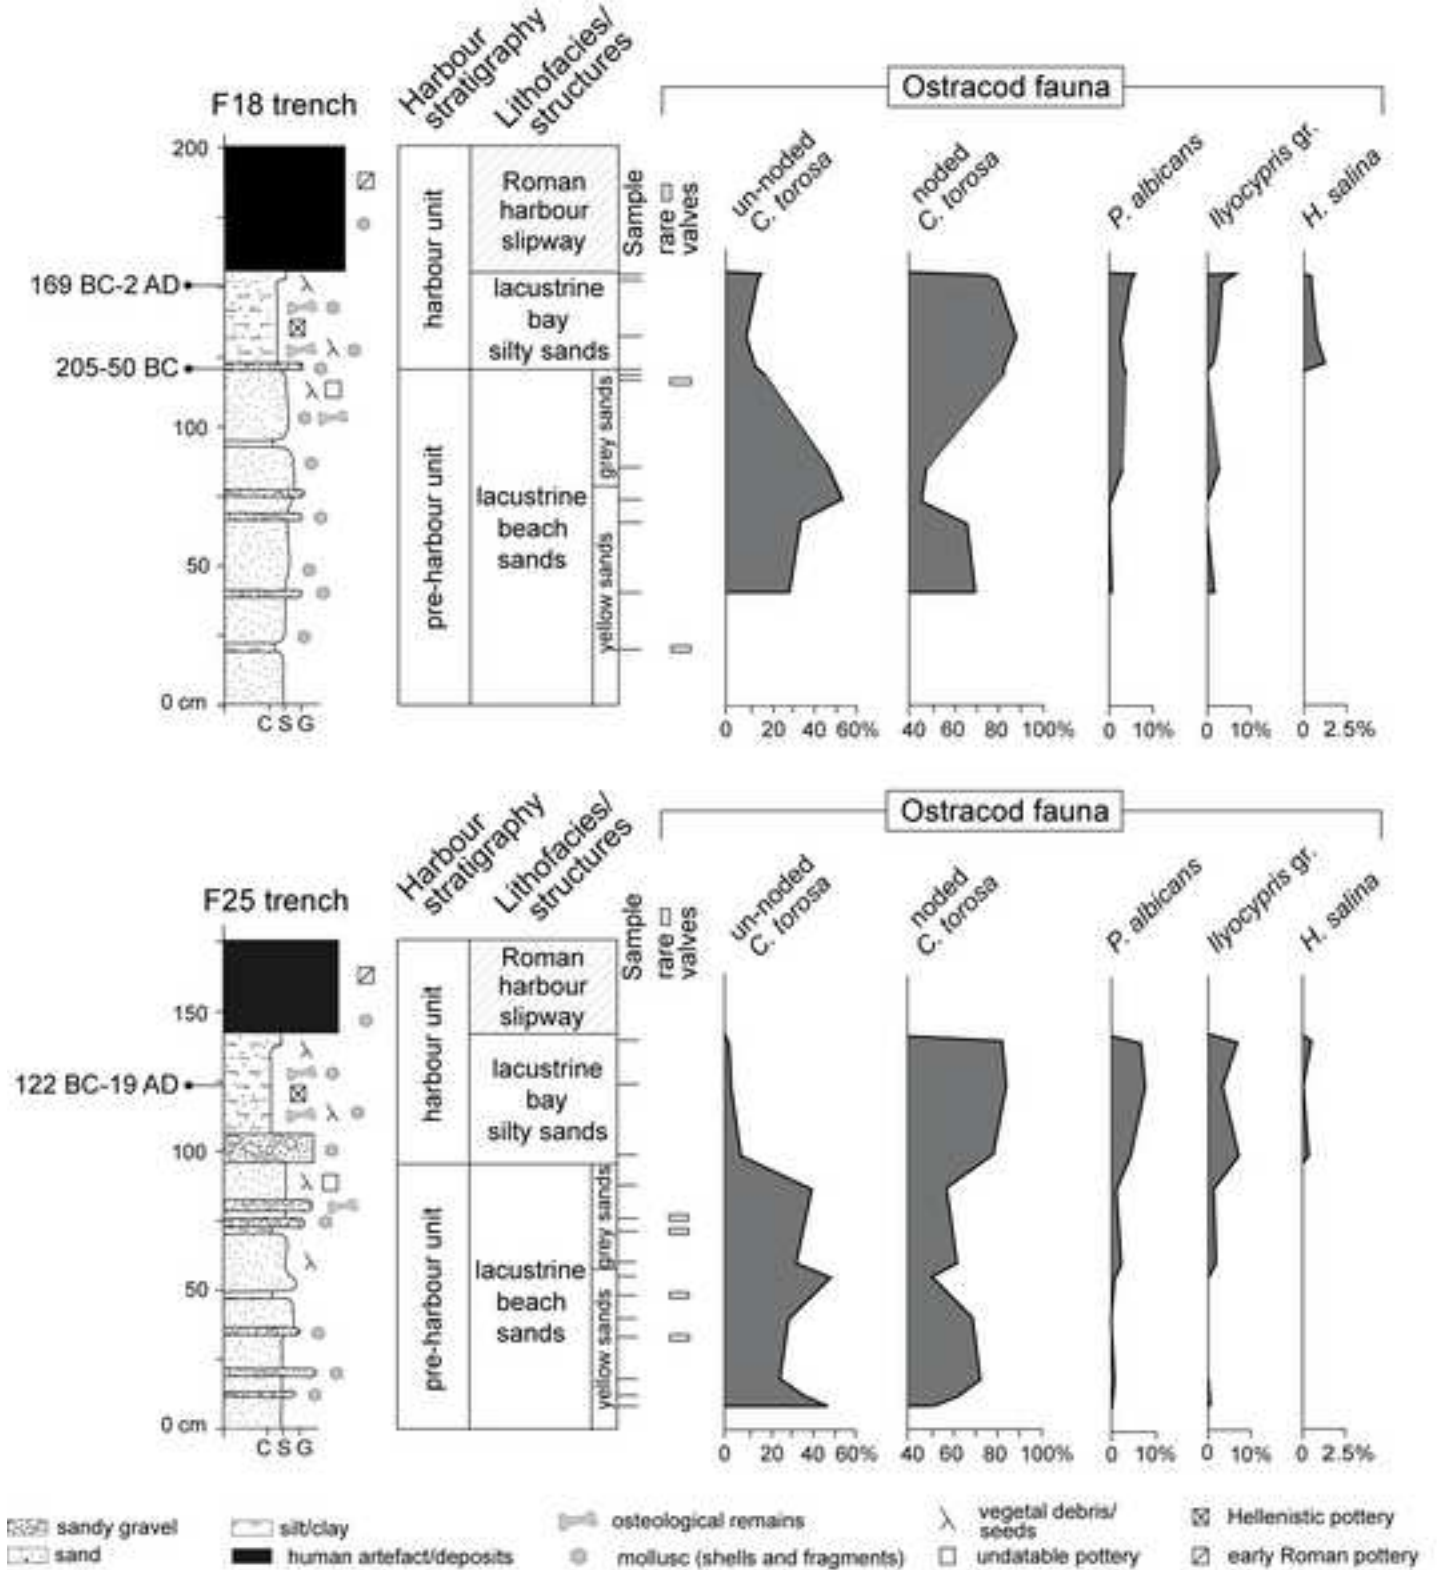 F18 trench
Harbour
stratigraphy
Lithofacies/
structures
Ostracod fauna
Sample
rare
valves
un-noded
C. torosa
noded
C. torosa
P. albicans
Ilyocypris gr.
H. salina
200
100
50
0 cm
C S G
169 BC-2 AD
205-50 BC
harbour unit
pre-harbour unit
Roman
harbour
slipway
lacustrine
bay
silty sands
lacustrine
beach
sands
grey sands
yellow sands
0 20 40 60%
40 60 80 100%
0 10%
0 10%
0 2.5%
F25 trench
Harbour
stratigraphy
Lithofacies/
structures
Ostracod fauna
Sample
rare
valves
un-noded
C. torosa
noded
C. torosa
P. albicans
Ilyocypris gr.
H. salina
150
100
50
0 cm
C S G
122 BC-19 AD
harbour unit
pre-harbour unit
Roman
harbour
slipway
lacustrine
bay
silty sands
lacustrine
beach
sands
grey sands
yellow sands
0 20 40 60%
40 60 80 100%
0 10%
0 10%
0 2.5%
sandy gravel
sand
silt/clay
human artefact/deposits
osteological remains
mollusc (shells and fragments)
vegetal debris/
seeds
undatable pottery
Hellenistic pottery
early Roman pottery